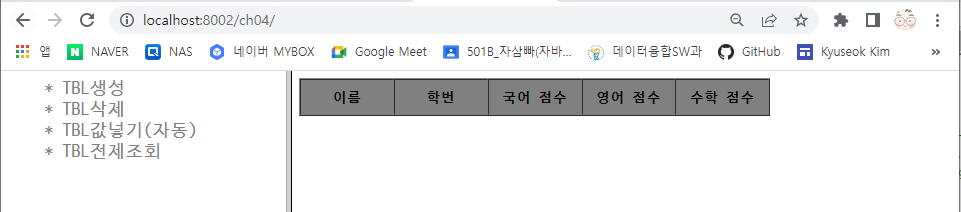 localhost:8002/ch04/
앱 NAVER NAS 네이버 MYBOX Google Meet 501B_자삼빠(자바... 데이터융합SW과 GitHub Kyuseok Kim »
* TBL생성
* TBL삭제
* TBL값넣기(자동)
* TBL전제조회
이름 학번 국어 점수 영어 점수 수학 점수